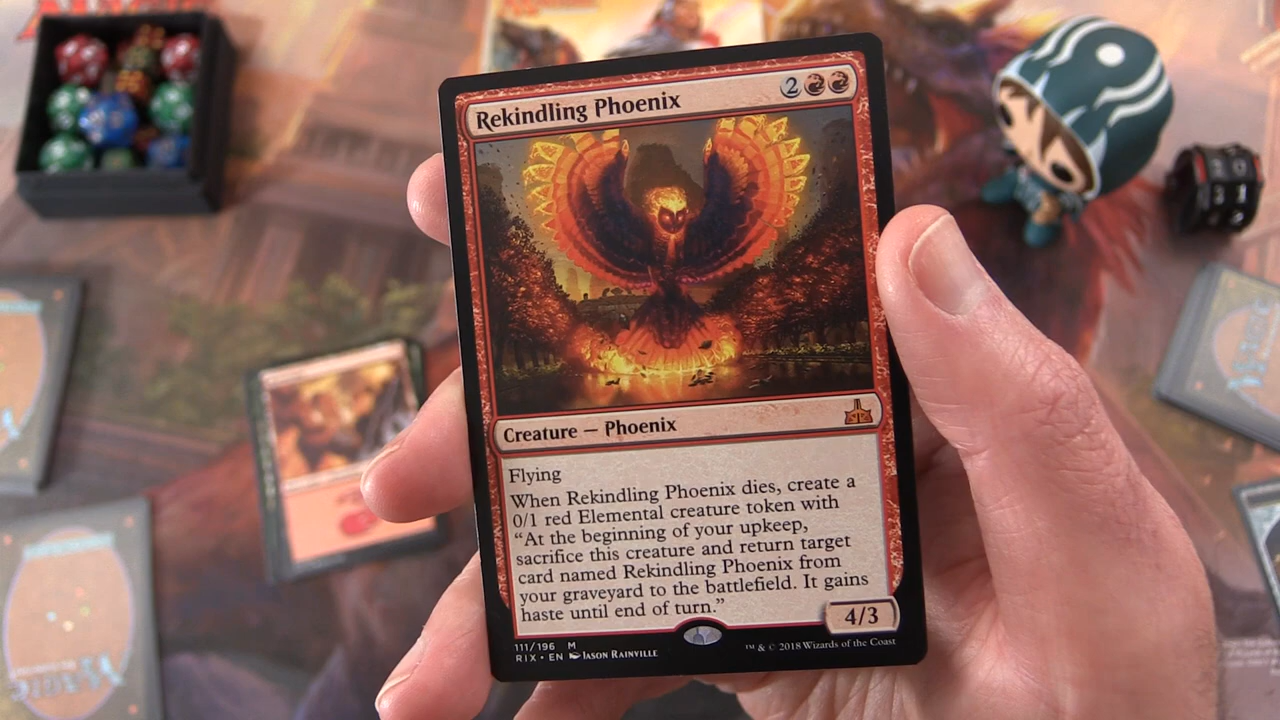 Rekindling Phoenix 2
Creature — Phoenix
Flying
When Rekindling Phoenix dies, create a
0/1 red Elemental creature token with
“At the beginning of your upkeep,
sacrifice this creature and return target
card named Rekindling Phoenix from
your graveyard to the battlefield. It gains
haste until end of turn.”
4/3
111/196 M
RIX • EN JASON RAINVILLE
™ & © 2018 Wizards of the Coast